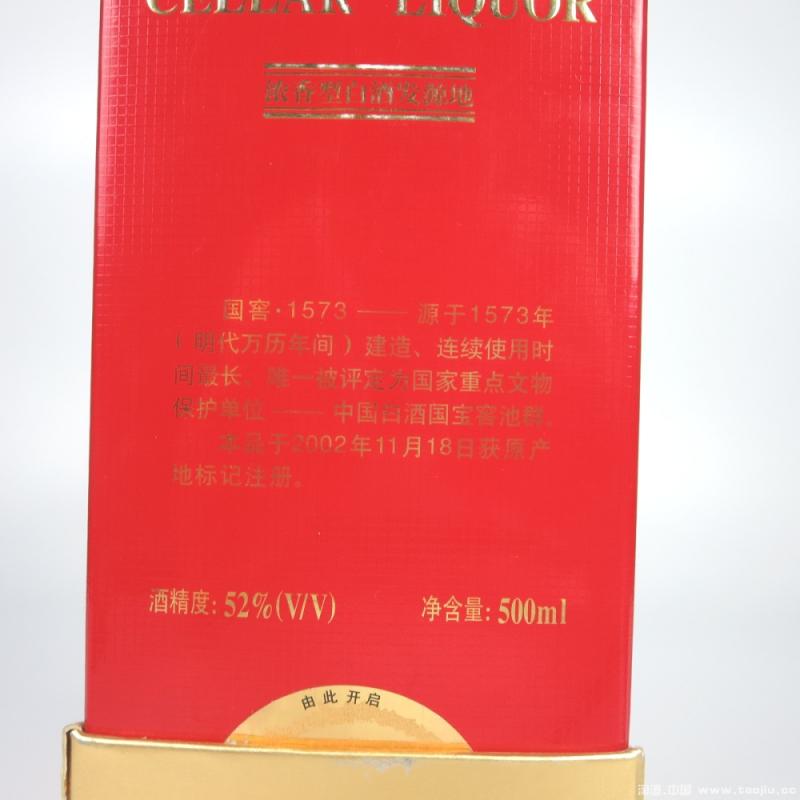 CELLAR LIQUOR
浓香型白酒发源地
国窖·1573 —— 源于1573年
（明代万历年间）建造、连续使用时
间最长、唯一被评定为国家重点文物
保护单位 —— 中国白酒国宝窖池群。
本品于2002年11月18日获原产
地标记注册。
酒精度: 52%(V/V) 净含量: 500ml
由此开启
淘酒.中国 www.taojiu.cc